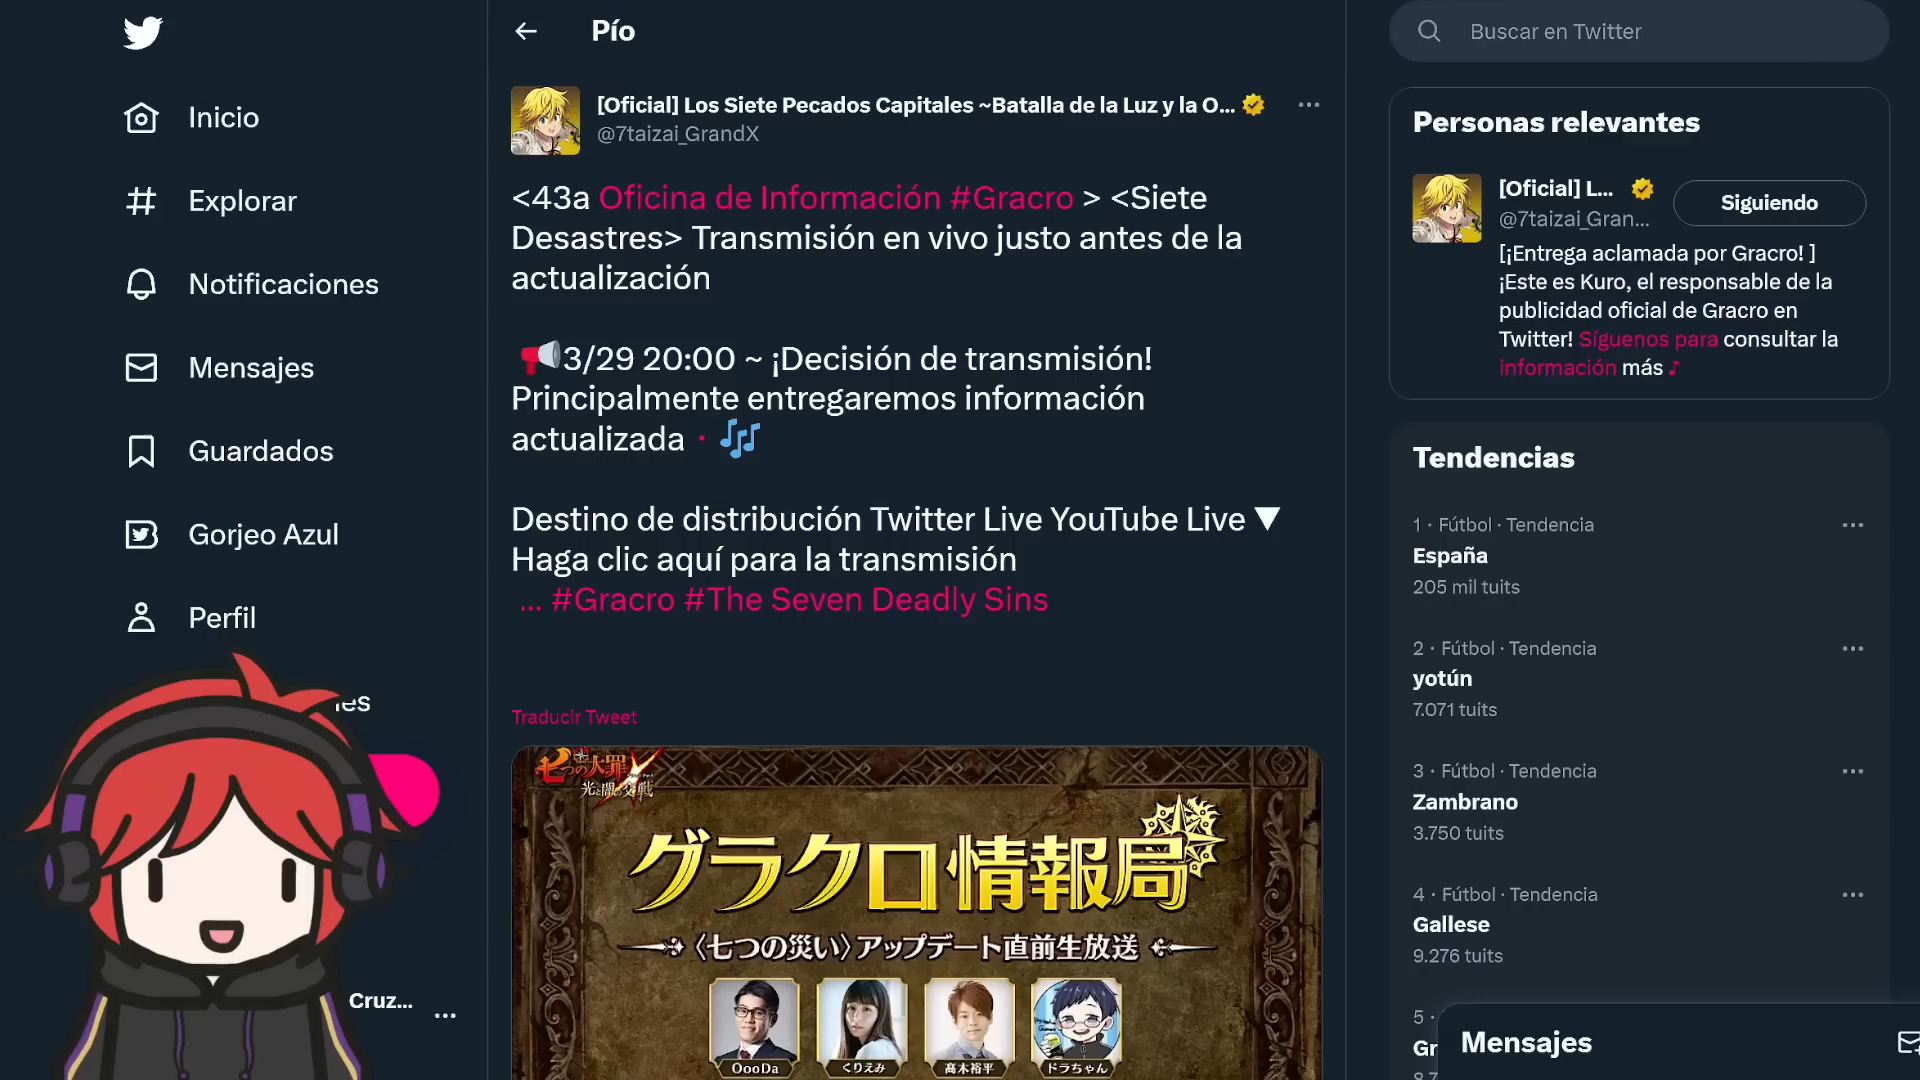 Inicio
Explorar
Notificaciones
Mensajes
Guardados
Gorjeo Azul
Perfil
Cruz...
...
Pío
[Oficial] Los Siete Pecados Capitales ~Batalla de la Luz y la O...
@7taizai_GrandX
<43a Oficina de Información #Gracro > <Siete
Desastres> Transmisión en vivo justo antes de la
actualización
3/29 20:00 ~ ¡Decisión de transmisión!
Principalmente entregaremos información
actualizada ·
Destino de distribución Twitter Live YouTube Live ▼
Haga clic aquí para la transmisión
... #Gracro #The Seven Deadly Sins
Traducir Tweet
七つの大罪
光と闇の交戦
グラクロ情報局
〈七つの災い〉アップデート直前生放送
OooDa
くりえみ
髙木裕平
ドラちゃん
Buscar en Twitter
Personas relevantes
[Oficial] L...
@7taizai_Gran...
Siguiendo
[¡Entrega aclamada por Gracro! ]
¡Este es Kuro, el responsable de la
publicidad oficial de Gracro en
Twitter! Síguenos para consultar la
información más ♪
Tendencias
1 · Fútbol · Tendencia
España
205 mil tuits
2 · Fútbol · Tendencia
yotún
7.071 tuits
3 · Fútbol · Tendencia
Zambrano
3.750 tuits
4 · Fútbol · Tendencia
Gallese
9.276 tuits
5 ·
Gr
Mensajes